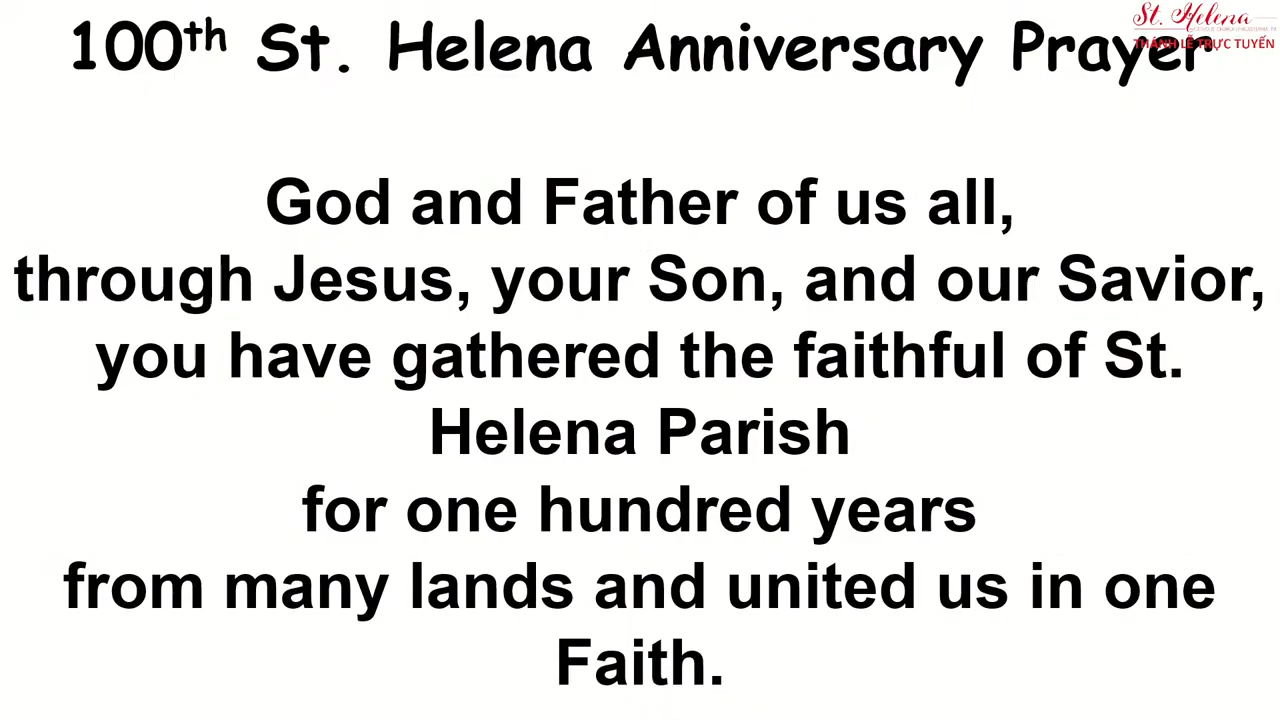 100th St. Helena Anniversary Prayer
St. Helena
THÁNH LỄ TRỰC TUYẾN
God and Father of us all,
through Jesus, your Son, and our Savior,
you have gathered the faithful of St.
Helena Parish
for one hundred years
from many lands and united us in one
Faith.